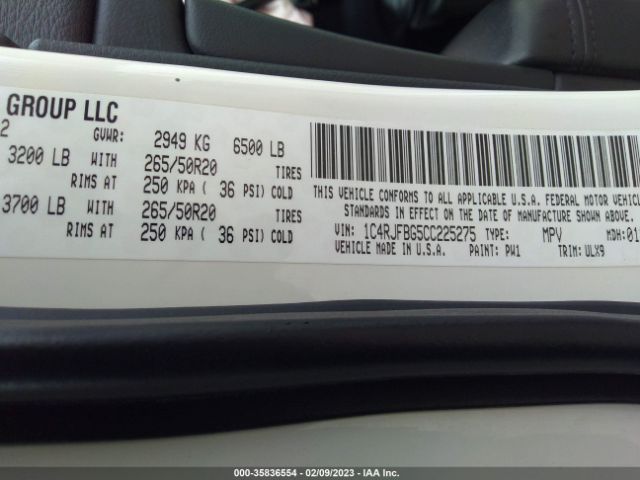 GROUP LLC
2 GVWR: 2949 KG 6500 LB
3200 LB WITH 265/50R20 TIRES
RIMS AT 250 KPA ( 36 PSI) COLD
3700 LB WITH 265/50R20 TIRES
RIMS AT 250 KPA ( 36 PSI) COLD
THIS VEHICLE CONFORMS TO ALL APPLICABLE U.S.A. FEDERAL MOTOR VEHICL
STANDARDS IN EFFECT ON THE DATE OF MANUFACTURE SHOWN ABOVE.
VIN: 1C4RJFBG5CC225275 TYPE: MPV MDH:01
VEHICLE MADE IN U.S.A. PAINT: PW1 TRIM: ULX9
000-35836554 - 02/09/2023 - IAA Inc.